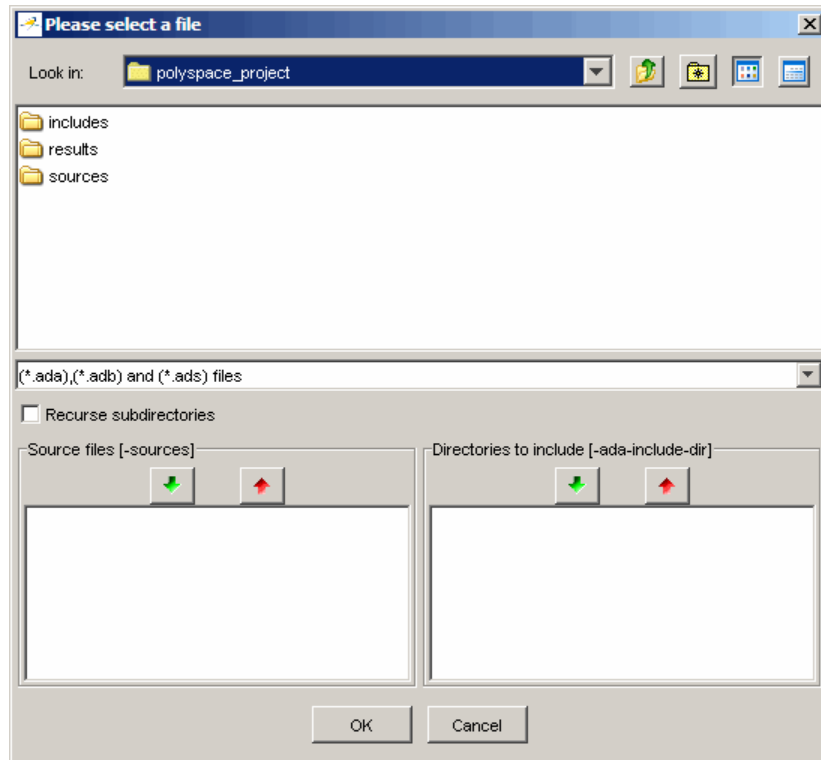 Please select a file
Look in: polyspace_project
includes
results
sources
(*.ada),(*.adb) and (*.ads) files
Recurse subdirectories
Source files [-sources] Directories to include [-ada-include-dir]
OK Cancel